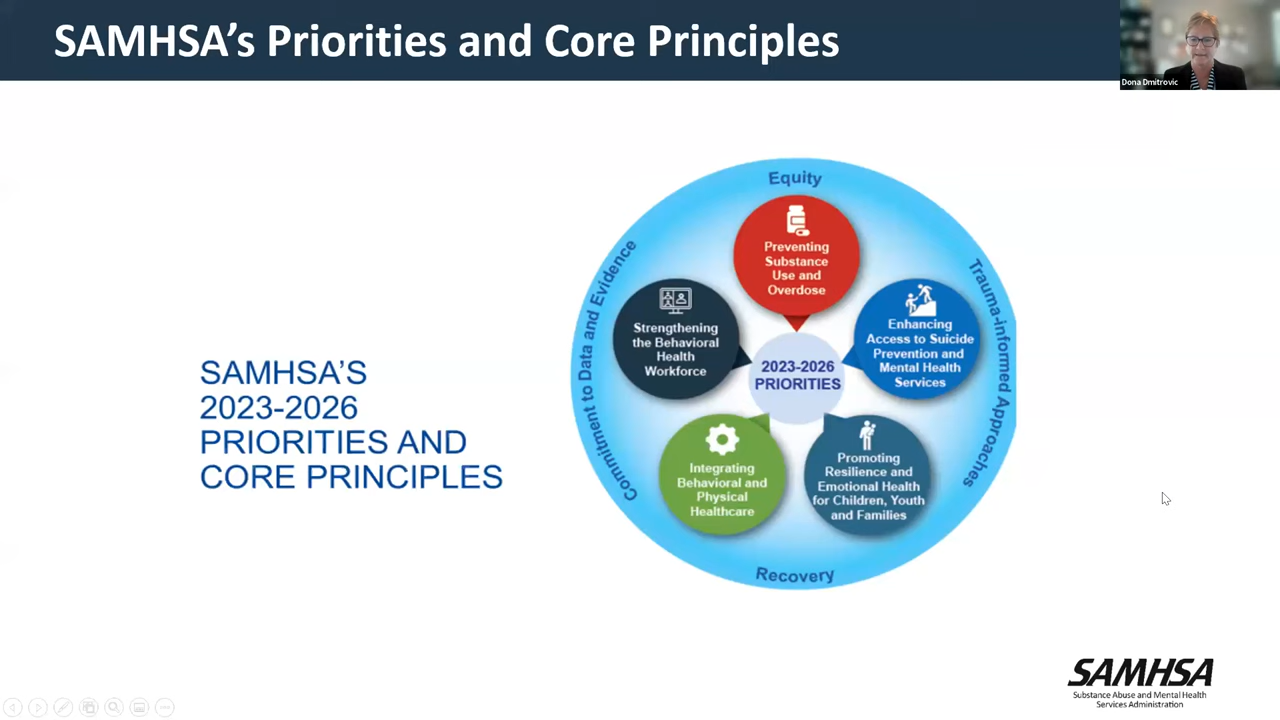 SAMHSA's Priorities and Core Principles
Dona Dmitrovic
SAMHSA'S
2023-2026
PRIORITIES AND
CORE PRINCIPLES
Equity
Trauma-informed Approaches
Recovery
Commitment to Data and Evidence
Preventing
Substance
Use and
Overdose
Enhancing
Access to Suicide
Prevention and
Mental Health
Services
Promoting
Resilience and
Emotional Health
for Children, Youth
and Families
Integrating
Behavioral and
Physical
Healthcare
Strengthening
the Behavioral
Health
Workforce
2023-2026
PRIORITIES
SAMHSA
Substance Abuse and Mental Health
Services Administration